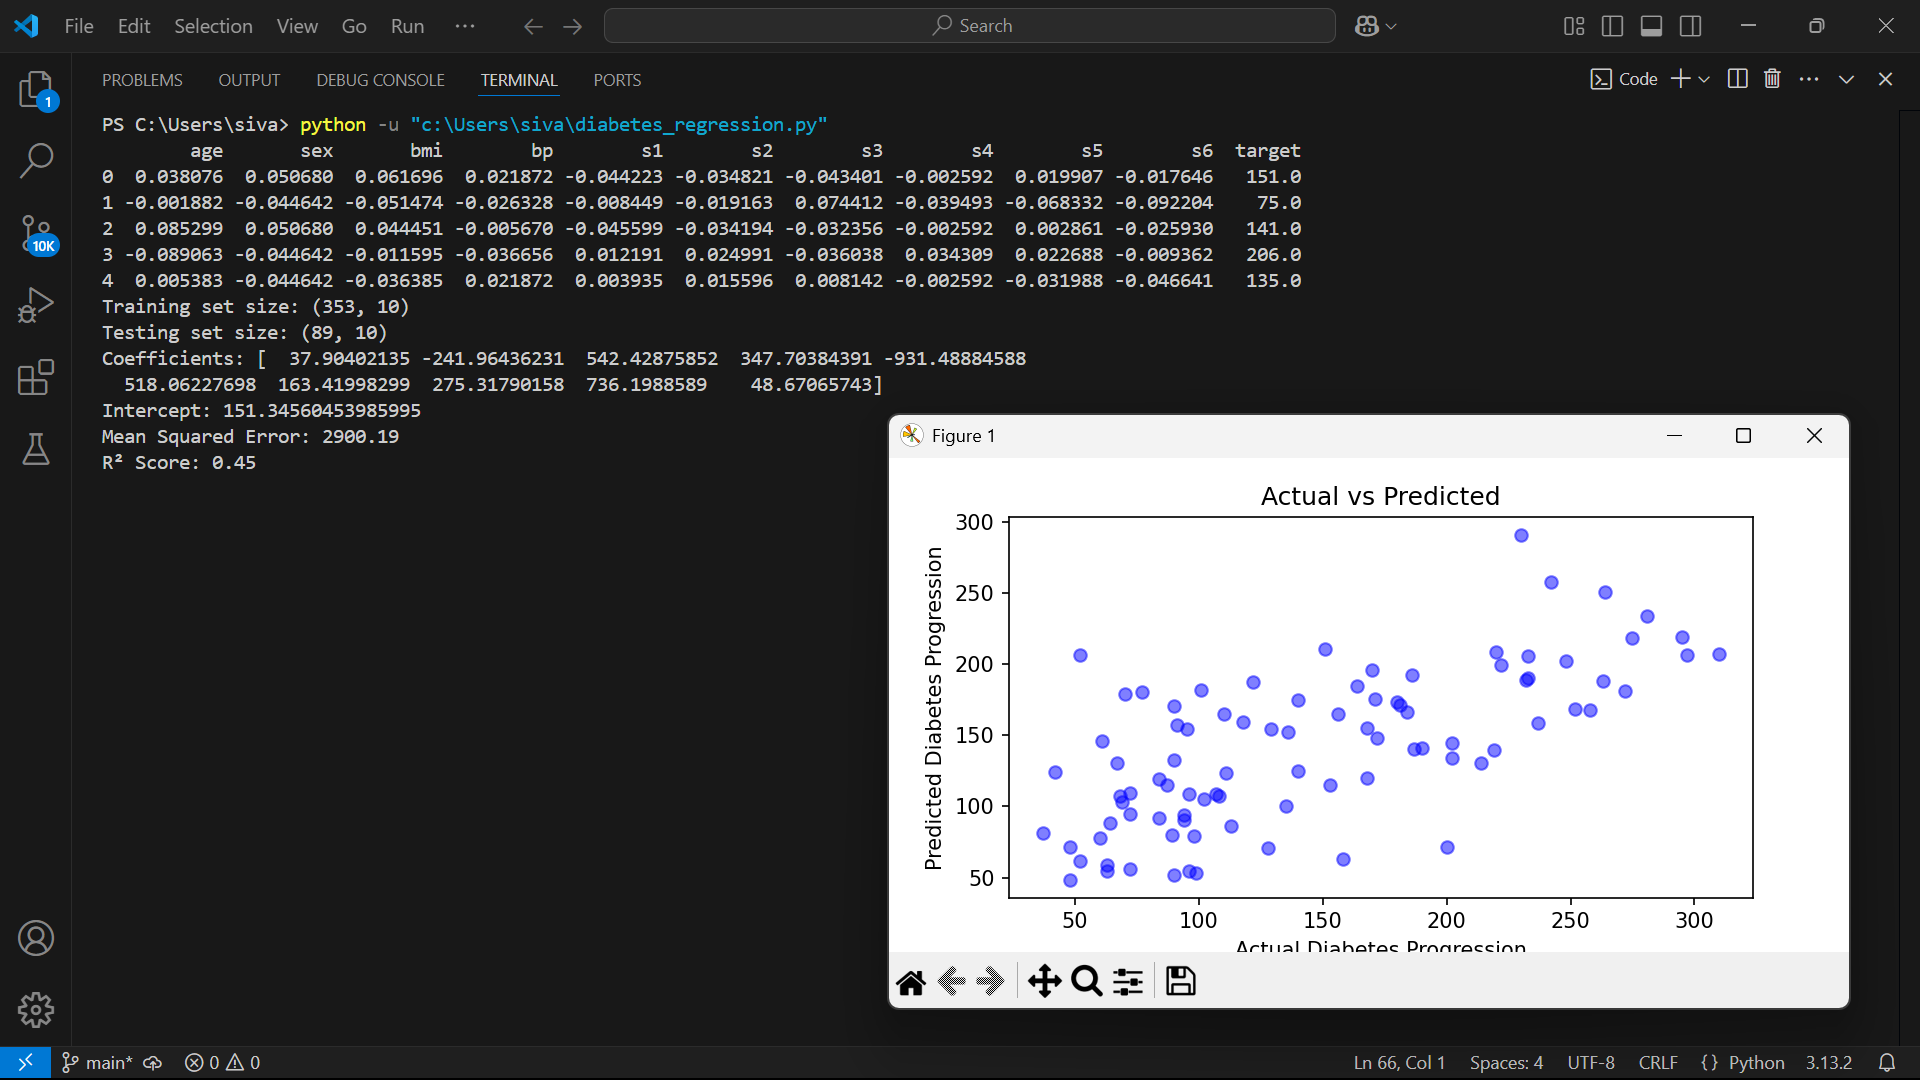 File Edit Selection View Go Run ··· Search
PROBLEMS OUTPUT DEBUG CONSOLE TERMINAL PORTS Code
1
10K
PS C:\Users\siva> python -u "c:\Users\siva\diabetes_regression.py"
age sex bmi bp s1 s2 s3 s4 s5 s6 target
0 0.038076 0.050680 0.061696 0.021872 -0.044223 -0.034821 -0.043401 -0.002592 0.019907 -0.017646 151.0
1 -0.001882 -0.044642 -0.051474 -0.026328 -0.008449 -0.019163 0.074412 -0.039493 -0.068332 -0.092204 75.0
2 0.085299 0.050680 0.044451 -0.005670 -0.045599 -0.034194 -0.032356 -0.002592 0.002861 -0.025930 141.0
3 -0.089063 -0.044642 -0.011595 -0.036656 0.012191 0.024991 -0.036038 0.034309 0.022688 -0.009362 206.0
4 0.005383 -0.044642 -0.036385 0.021872 0.003935 0.015596 0.008142 -0.002592 -0.031988 -0.046641 135.0
Training set size: (353, 10)
Testing set size: (89, 10)
Coefficients: [ 37.90402135 -241.96436231 542.42875852 347.70384391 -931.48884588
518.06227698 163.41998299 275.31790158 736.1988589 48.67065743]
Intercept: 151.34560453985995
Mean Squared Error: 2900.19
R² Score: 0.45
Figure 1
Actual vs Predicted
Predicted Diabetes Progression
300
250
200
150
100
50
50 100 150 200 250 300
Actual Diabetes Progression
main* 0 0 Ln 66, Col 1 Spaces: 4 UTF-8 CRLF {} Python 3.13.2